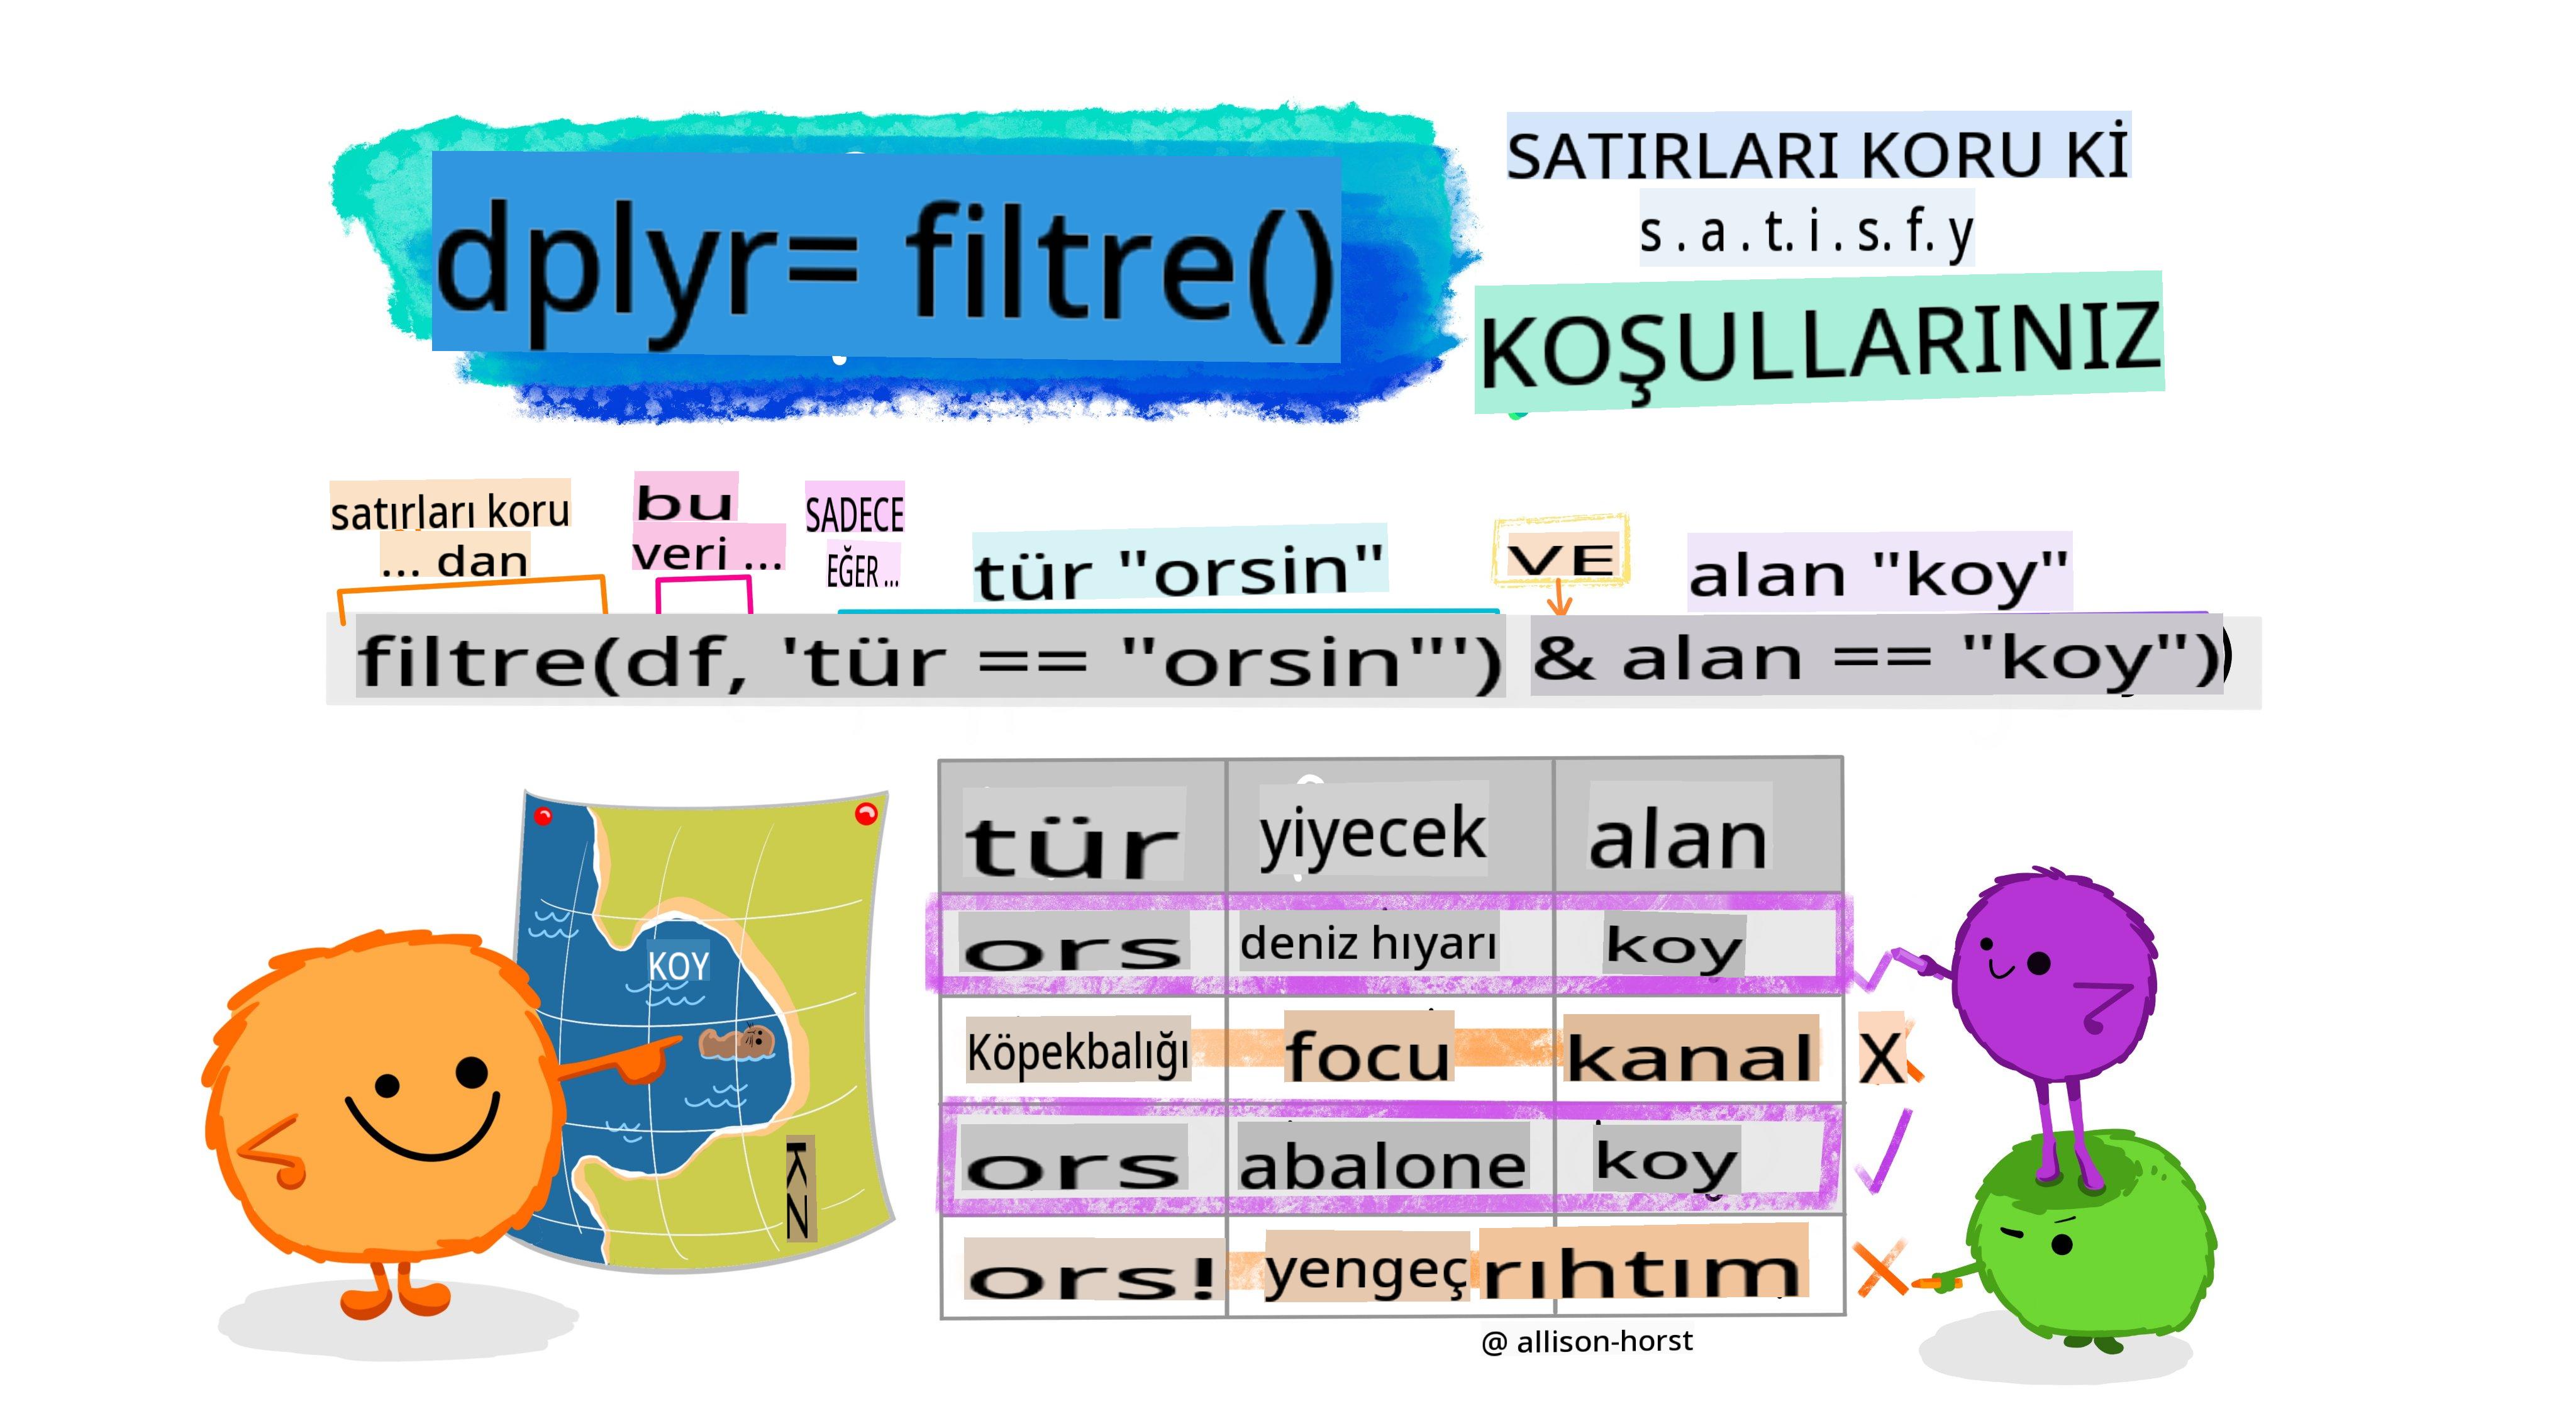 dplyr= filtre()
SATIRLARI KORU Kİ
s . a . t. i . s. f. y
KOŞULLARINIZ
satırları koru
... dan
bu
veri ...
SADECE
EĞER ...
tür "orsin"
VE
alan "koy"
filtre(df, 'tür == "orsin"') & alan == "koy")
KOY
KN
tür yiyecek alan
ors deniz hıyarı koy
Köpekbalığı focu kanal X
ors abalone koy
ors! yengeç rıhtım
@ allison-horst